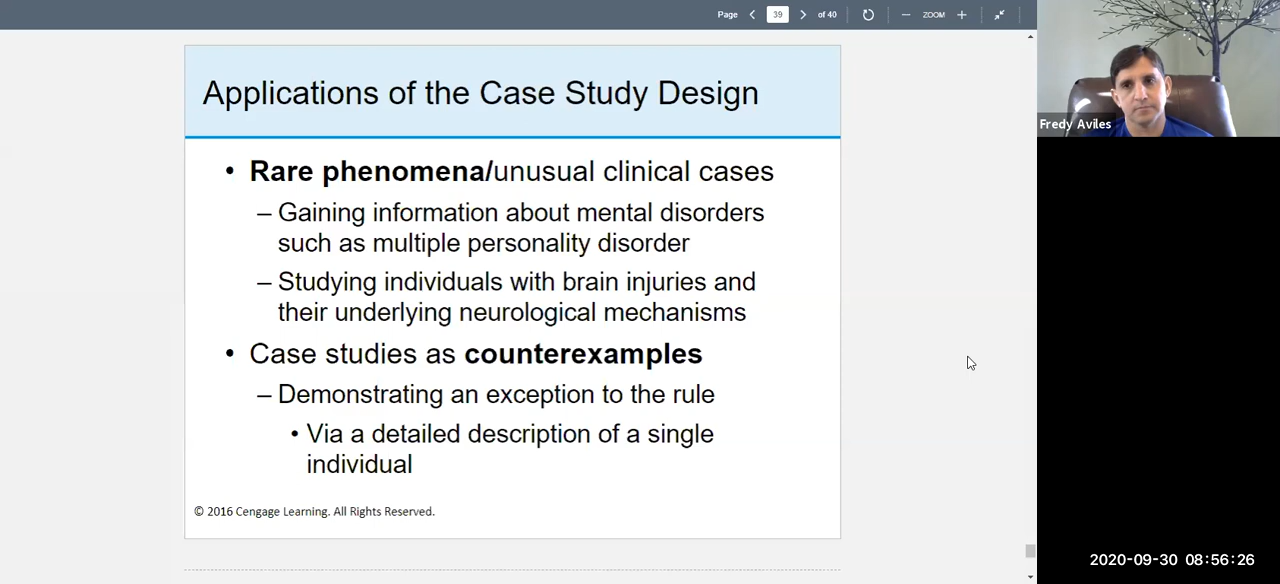 Page 39 of 40 ZOOM
Applications of the Case Study Design
• Rare phenomena/unusual clinical cases
– Gaining information about mental disorders
such as multiple personality disorder
– Studying individuals with brain injuries and
their underlying neurological mechanisms
• Case studies as counterexamples
– Demonstrating an exception to the rule
• Via a detailed description of a single
individual
© 2016 Cengage Learning. All Rights Reserved.
Fredy Aviles
2020-09-30 08:56:26